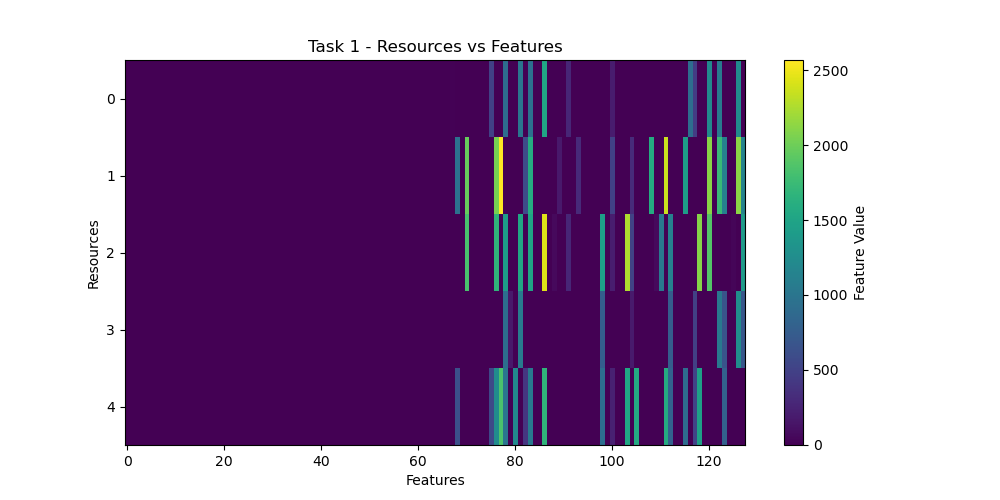 Task 1 - Resources vs Features
Resources
0
1
2
3
4
0 20 40 60 80 100 120
Features
2500
2000
1500
1000
500
0
Feature Value